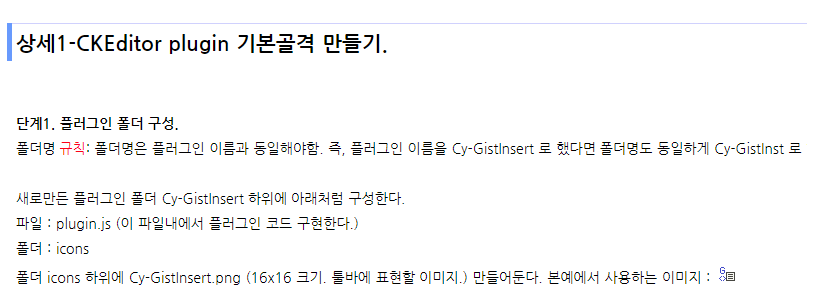 상세1-CKEditor plugin 기본골격 만들기.
단계1. 플러그인 폴더 구성.
폴더명 규칙: 폴더명은 플러그인 이름과 동일해야함. 즉, 플러그인 이름을 Cy-GistInsert 로 했다면 폴더명도 동일하게 Cy-GistInst 로
새로만든 플러그인 폴더 Cy-GistInsert 하위에 아래처럼 구성한다.
파일 : plugin.js (이 파일내에서 플러그인 코드 구현한다.)
폴더 : icons
폴더 icons 하위에 Cy-GistInsert.png (16x16 크기. 툴바에 표현할 이미지.) 만들어둔다. 본예에서 사용하는 이미지 :